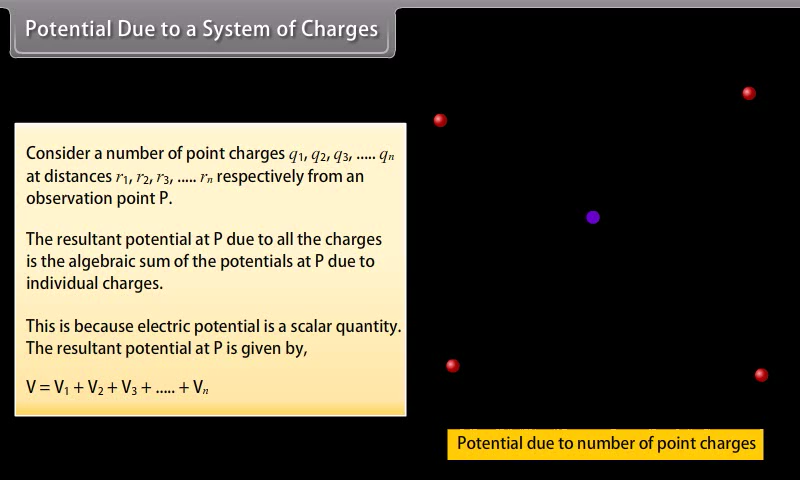 Potential Due to a System of Charges
Consider a number of point charges q₁, q₂, q₃, ..... qₙ
at distances r₁, r₂, r₃, ..... rₙ respectively from an
observation point P.
The resultant potential at P due to all the charges
is the algebraic sum of the potentials at P due to
individual charges.
This is because electric potential is a scalar quantity.
The resultant potential at P is given by,
V = V₁ + V₂ + V₃ + ..... + Vₙ
Potential due to number of point charges